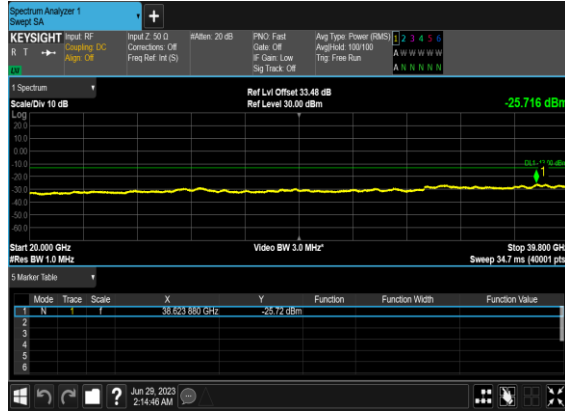 Spectrum Analyzer 1
Swept SA
KEYSIGHT
R T
LW
Input: RF
Coupling: DC
Align: Off
Input Z: 50 Ω
Corrections: Off
Freq Ref: Int (S)
#Atten: 20 dB
PNO: Fast
Gate: Off
IF Gain: Low
Sig Track: Off
Avg Type: Power (RMS)
Avg|Hold: 100/100
Trig: Free Run
1 2 3 4 5 6
A W W W W W
A N N N N N
1 Spectrum
Scale/Div 10 dB
Ref Lvl Offset 33.48 dB
Ref Level 30.00 dBm
-25.716 dBm
Log
20.0
10.0
0.00
-10.0
-20.0
-30.0
-40.0
-50.0
-60.0
DL1 -13.00 dBm
1
Start 20.000 GHz
#Res BW 1.0 MHz
Video BW 3.0 MHz*
Stop 39.800 GHz
Sweep 34.7 ms (40001 pts)
5 Marker Table
Mode Trace Scale X Y Function Function Width Function Value
1 N 1 f 38.623 880 GHz -25.72 dBm
2
3
4
5
6
?
Jun 29, 2023
2:14:46 AM